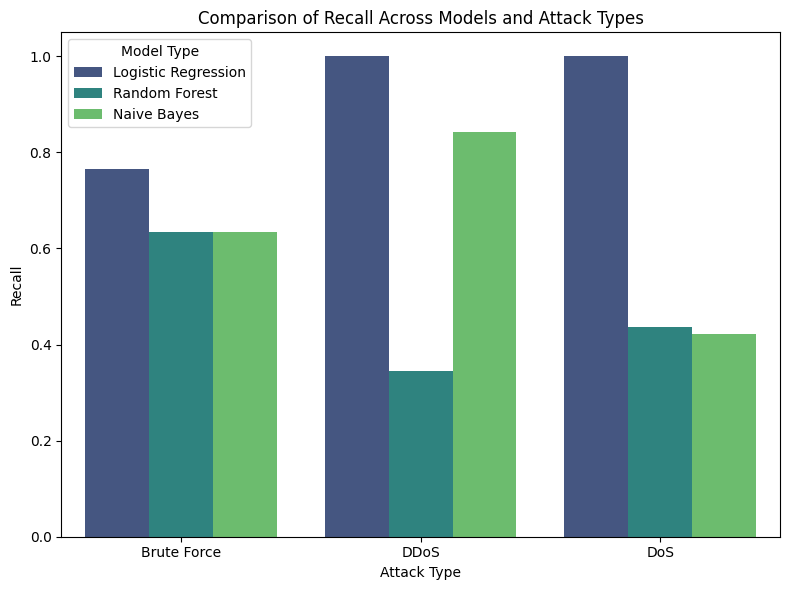 Comparison of Recall Across Models and Attack Types
Model Type
Logistic Regression
Random Forest
Naive Bayes
1.0
0.8
0.6
0.4
0.2
0.0
Recall
Brute Force
DDoS
DoS
Attack Type